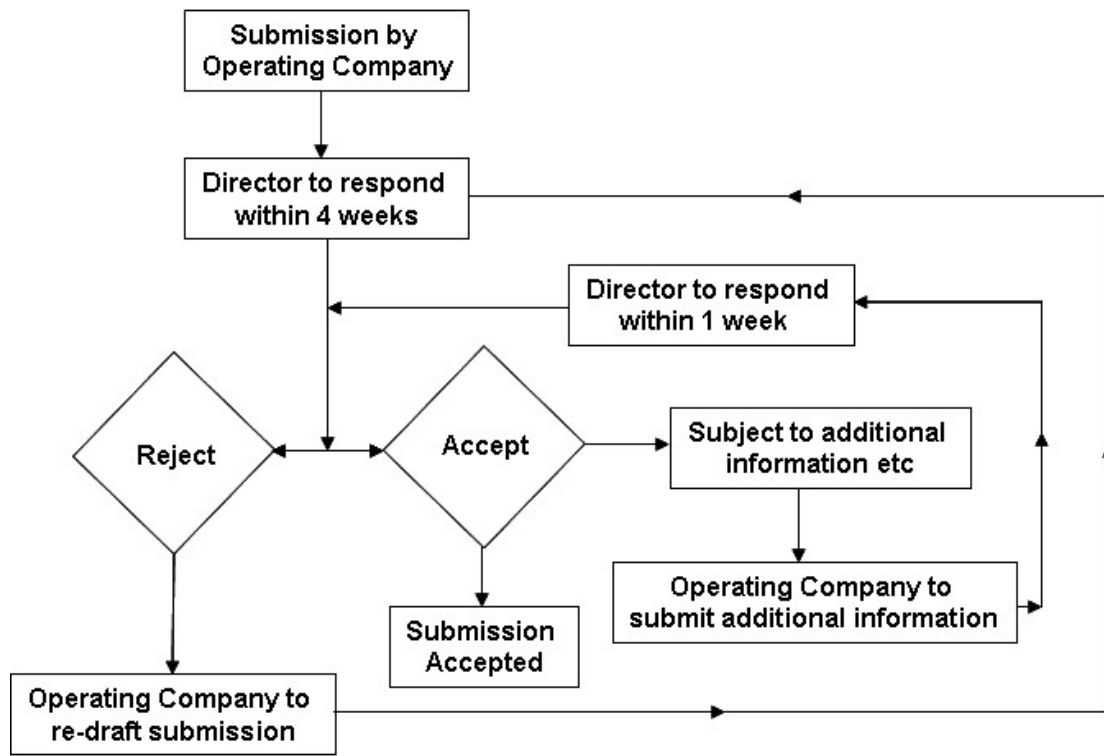 Submission by
Operating Company
Director to respond
within 4 weeks
Director to respond
within 1 week
Reject
Accept
Subject to additional
information etc
Operating Company to
submit additional information
Submission
Accepted
Operating Company to
re-draft submission